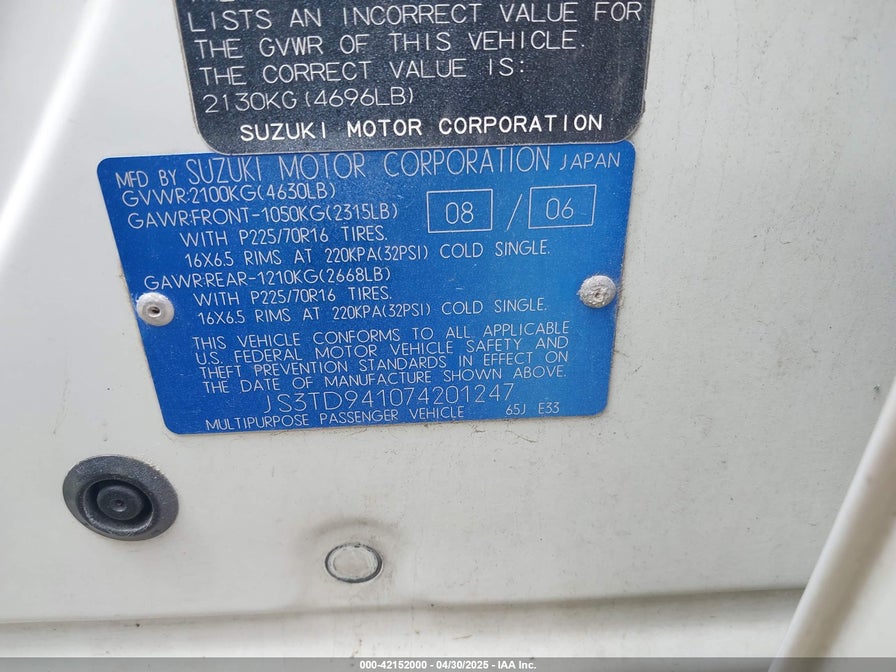 LISTS AN INCORRECT VALUE FOR
THE GVWR OF THIS VEHICLE.
THE CORRECT VALUE IS:
2130KG(4696LB)
SUZUKI MOTOR CORPORATION
MFD BY SUZUKI MOTOR CORPORATION JAPAN
GVWR:2100KG(4630LB)
GAWR:FRONT-1050KG(2315LB) 08 / 06
WITH P225/70R16 TIRES.
16X6.5 RIMS AT 220KPA(32PSI) COLD SINGLE.
GAWR:REAR-1210KG(2668LB)
WITH P225/70R16 TIRES.
16X6.5 RIMS AT 220KPA(32PSI) COLD SINGLE.
THIS VEHICLE CONFORMS TO ALL APPLICABLE
U.S. FEDERAL MOTOR VEHICLE SAFETY AND
THEFT PREVENTION STANDARDS IN EFFECT ON
THE DATE OF MANUFACTURE SHOWN ABOVE.
JS3TD941074201247
MULTIPURPOSE PASSENGER VEHICLE 65J E33
000-42152000 - 04/30/2025 - IAA Inc.